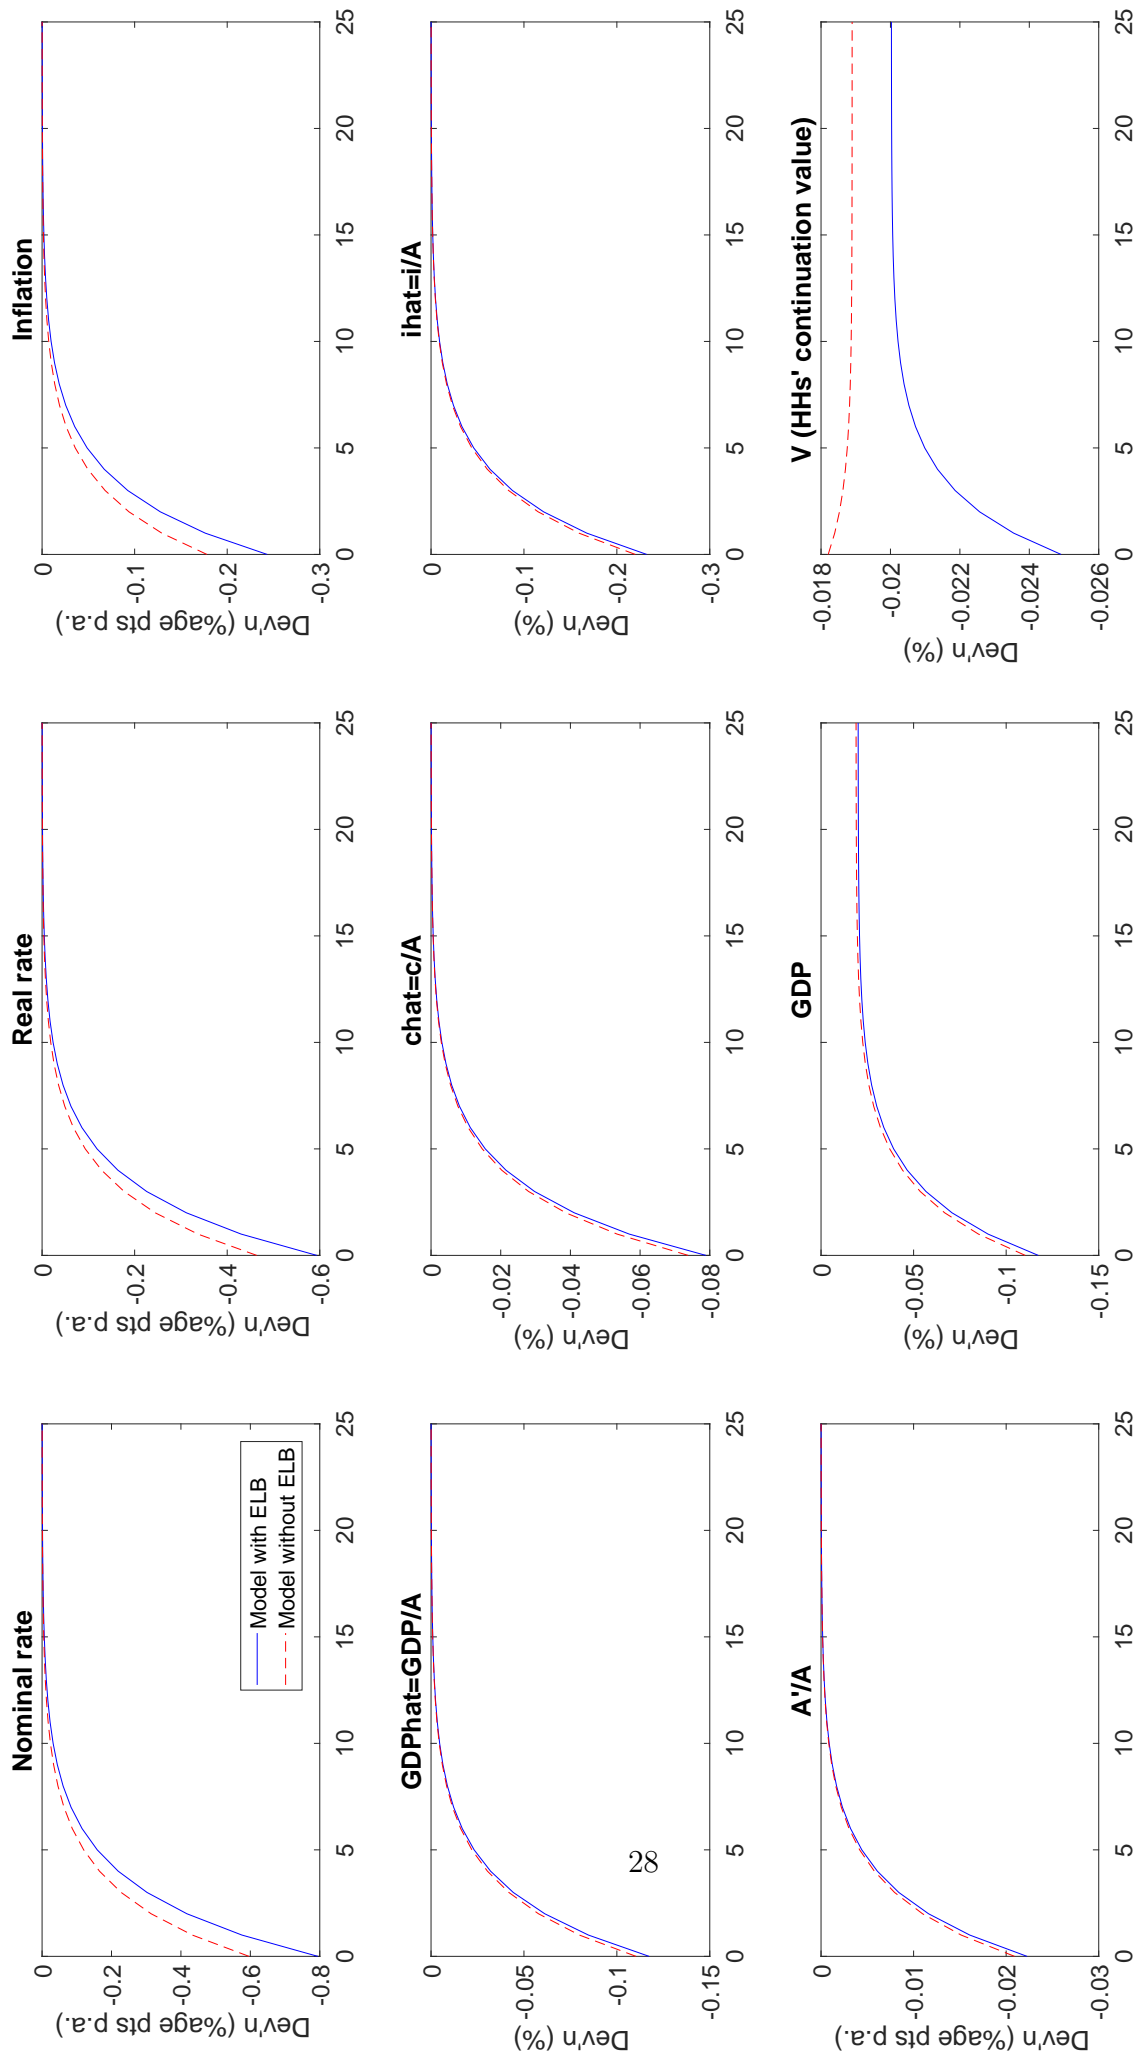 Nominal rate
Dev'n (%age pts p.a.)
0
-0.2
-0.4
-0.6
-0.8
0 5 10 15 20 25
Model with ELB
Model without ELB
Real rate
Dev'n (%age pts p.a.)
0
-0.2
-0.4
-0.6
0 5 10 15 20 25
Inflation
Dev'n (%age pts p.a.)
0
-0.1
-0.2
-0.3
0 5 10 15 20 25
GDPhat=GDP/A
Dev'n (%)
0
-0.05
-0.1
-0.15
0 5 10 15 20 25
chat=c/A
Dev'n (%)
0
-0.02
-0.04
-0.06
-0.08
0 5 10 15 20 25
ihat=i/A
Dev'n (%)
0
-0.1
-0.2
-0.3
0 5 10 15 20 25
A'/A
Dev'n (%age pts p.a.)
0
-0.01
-0.02
-0.03
0 5 10 15 20 25
GDP
Dev'n (%)
0
-0.05
-0.1
-0.15
0 5 10 15 20 25
V (HHs' continuation value)
Dev'n (%)
-0.018
-0.02
-0.022
-0.024
-0.026
0 5 10 15 20 25
28